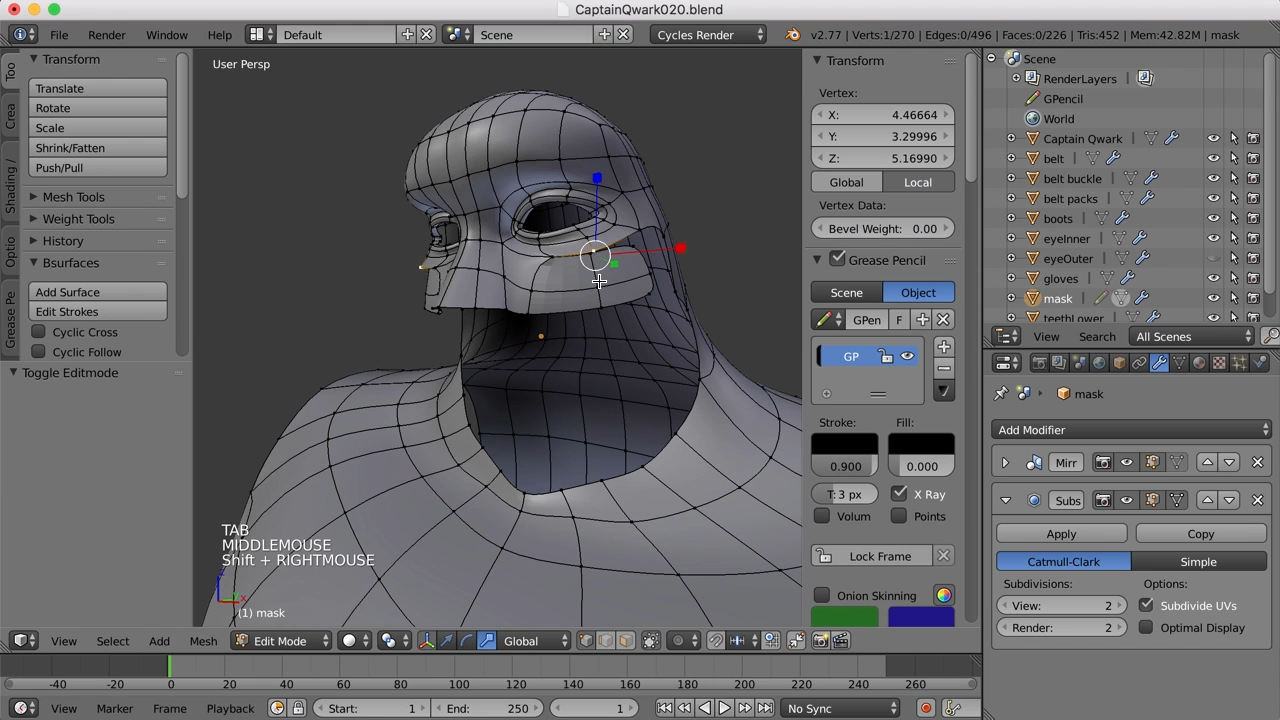 CaptainQwark020.blend
File Render Window Help Default Scene Cycles Render v2.77 | Verts:1/270 | Edges:0/496 | Faces:0/226 | Tris:452 | Mem:42.82M | mask
Too
Crea
Shading /
Optio
Grease Pe
Transform
Translate
Rotate
Scale
Shrink/Fatten
Push/Pull
Mesh Tools
Weight Tools
History
Bsurfaces
Add Surface
Edit Strokes
Cyclic Cross
Cyclic Follow
Toggle Editmode
User Persp
TAB
MIDDLEMOUSE
Shift + RIGHTMOUSE
(1) mask
Transform
Vertex:
X: 4.46664
Y: 3.29996
Z: 5.16990
Global Local
Vertex Data:
Bevel Weight: 0.00
Grease Pencil
Scene Object
GPen F
GP
Stroke: Fill:
0.900 0.000
T: 3 px X Ray
Volum Points
Lock Frame
Onion Skinning
Scene
RenderLayers
GPencil
World
Captain Qwark
belt
belt buckle
belt packs
boots
eyeInner
eyeOuter
gloves
mask
teethLower
View Search All Scenes
mask
Add Modifier
Mirr
Subs
Apply Copy
Catmull-Clark Simple
Subdivisions: Options:
View: 2 Subdivide UVs
Render: 2 Optimal Display
View Select Add Mesh Edit Mode Global
-40 -20 0 20 40 60 80 100 120 140 160 180 200 220 240 260
View Marker Frame Playback Start: 1 End: 250 1 No Sync